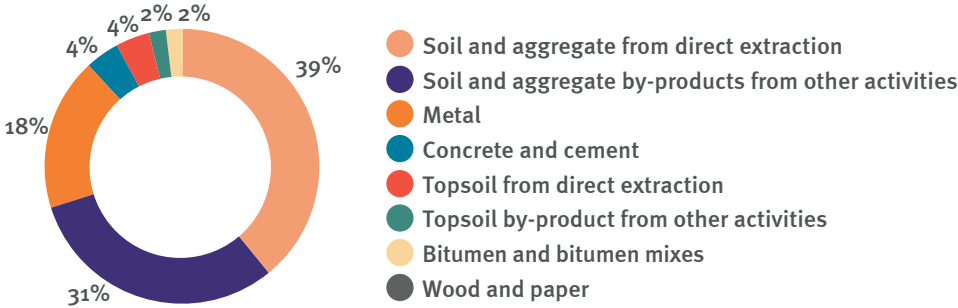 4%
2%
2%
4%
39%
18%
31%
Soil and aggregate from direct extraction
Soil and aggregate by-products from other activities
Metal
Concrete and cement
Topsoil from direct extraction
Topsoil by-product from other activities
Bitumen and bitumen mixes
Wood and paper